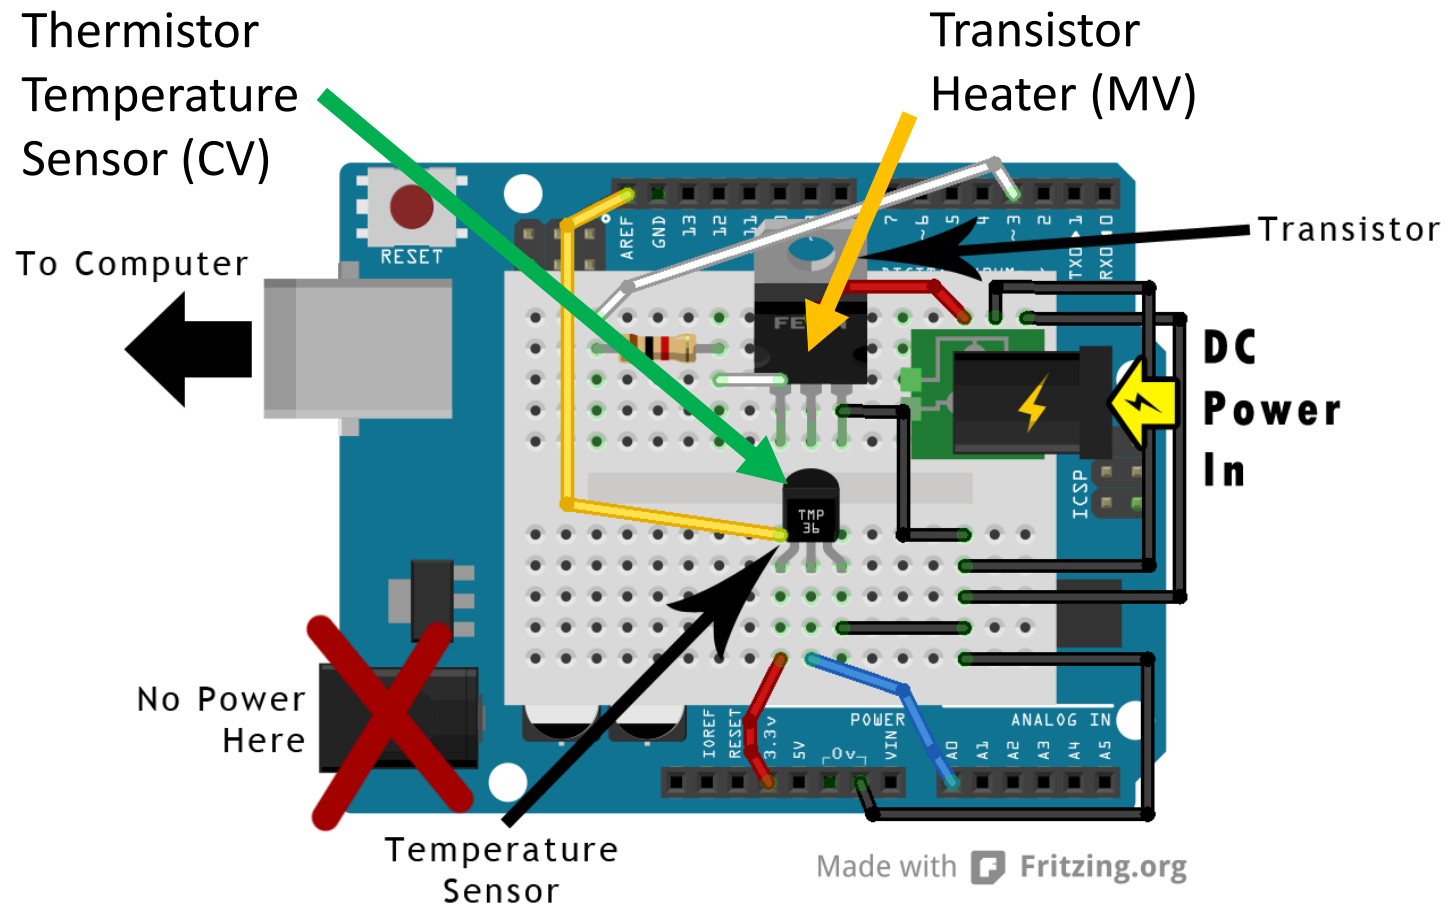 Thermistor
Temperature
Sensor (CV)
Transistor
Heater (MV)
Transistor
To Computer
RESET
AREF
GND
13
12
11
7
~6
5
4
~3
2
TXD▸1
RXD◂0
DC
Power
In
ICSP
TMP
36
No Power
Here
IOREF
RESET
3.3V
5V
0v
VIN
POWER
ANALOG IN
A0
A1
A2
A3
A4
A5
Temperature
Sensor
Made with Fritzing.org